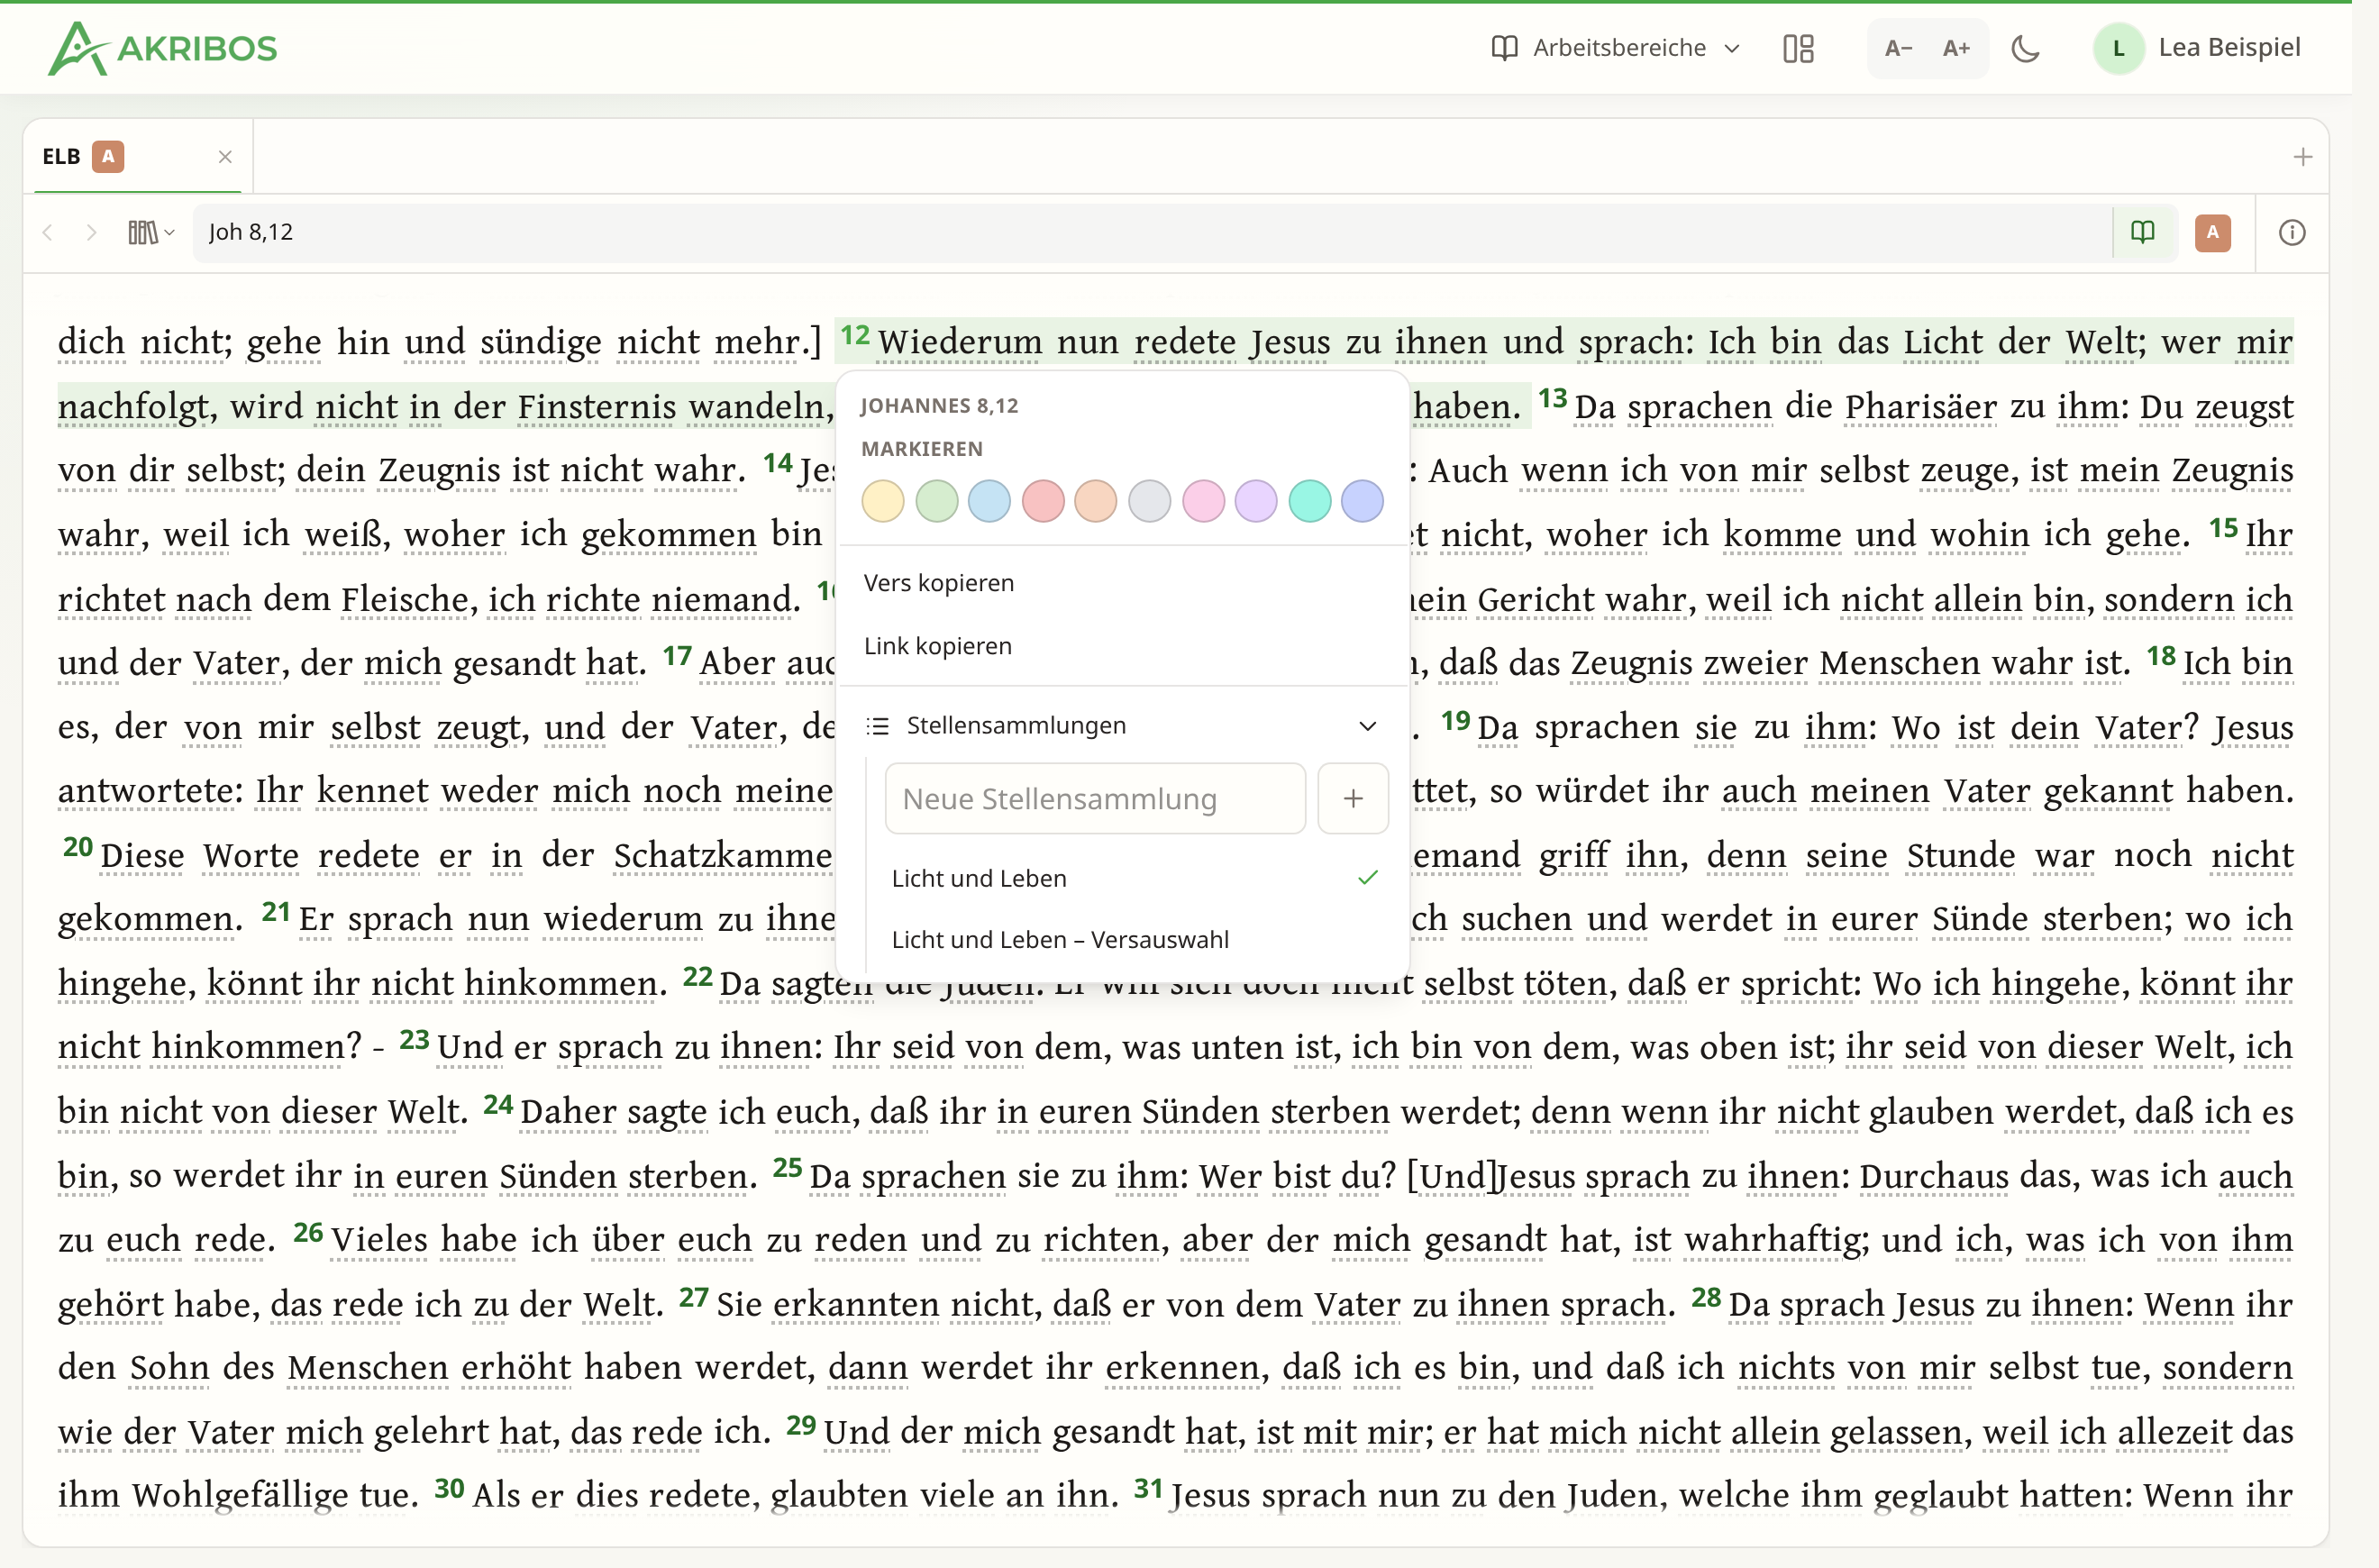 AKRIBOS
Arbeitsbereiche
A−
A+
L
Lea Beispiel
ELB
A
Joh 8,12
A
dich nicht; gehe hin und sündige nicht mehr.] 12 Wiederum nun redete Jesus zu ihnen und sprach: Ich bin das Licht der Welt; wer mir
nachfolgt, wird nicht in der Finsternis wandeln, haben. 13 Da sprachen die Pharisäer zu ihm: Du zeugst
von dir selbst; dein Zeugnis ist nicht wahr. 14 : Auch wenn ich von mir selbst zeuge, ist mein Zeugnis
wahr, weil ich weiß, woher ich gekommen bin nicht, woher ich komme und wohin ich gehe. 15 Ihr
richtet nach dem Fleische, ich richte niemand. Gericht wahr, weil ich nicht allein bin, sondern ich
und der Vater, der mich gesandt hat. 17 Aber daß das Zeugnis zweier Menschen wahr ist. 18 Ich bin
es, der von mir selbst zeugt, und der Vater, . 19 Da sprachen sie zu ihm: Wo ist dein Vater? Jesus
antwortete: Ihr kennet weder mich noch so würdet ihr auch meinen Vater gekannt haben.
20 Diese Worte redete er in der griff ihn, denn seine Stunde war noch nicht
gekommen. 21 Er sprach nun wiederum zu suchen und werdet in eurer Sünde sterben; wo ich
hingehe, könnt ihr nicht hinkommen. 22 Da sagten die Juden: Er will sich doch nicht selbst töten, daß er spricht: Wo ich hingehe, könnt ihr
nicht hinkommen? - 23 Und er sprach zu ihnen: Ihr seid von dem, was unten ist, ich bin von dem, was oben ist; ihr seid von dieser Welt, ich
bin nicht von dieser Welt. 24 Daher sagte ich euch, daß ihr in euren Sünden sterben werdet; denn wenn ihr nicht glauben werdet, daß ich es
bin, so werdet ihr in euren Sünden sterben. 25 Da sprachen sie zu ihm: Wer bist du? [Und]Jesus sprach zu ihnen: Durchaus das, was ich auch
zu euch rede. 26 Vieles habe ich über euch zu reden und zu richten, aber der mich gesandt hat, ist wahrhaftig; und ich, was ich von ihm
gehört habe, das rede ich zu der Welt. 27 Sie erkannten nicht, daß er von dem Vater zu ihnen sprach. 28 Da sprach Jesus zu ihnen: Wenn ihr
den Sohn des Menschen erhöht haben werdet, dann werdet ihr erkennen, daß ich es bin, und daß ich nichts von mir selbst tue, sondern
wie der Vater mich gelehrt hat, das rede ich. 29 Und der mich gesandt hat, ist mit mir; er hat mich nicht allein gelassen, weil ich allezeit das
ihm Wohlgefällige tue. 30 Als er dies redete, glaubten viele an ihn. 31 Jesus sprach nun zu den Juden, welche ihm geglaubt hatten: Wenn ihr
JOHANNES 8,12
MARKIEREN
Vers kopieren
Link kopieren
Stellensammlungen
Neue Stellensammlung
Licht und Leben
Licht und Leben – Versauswahl